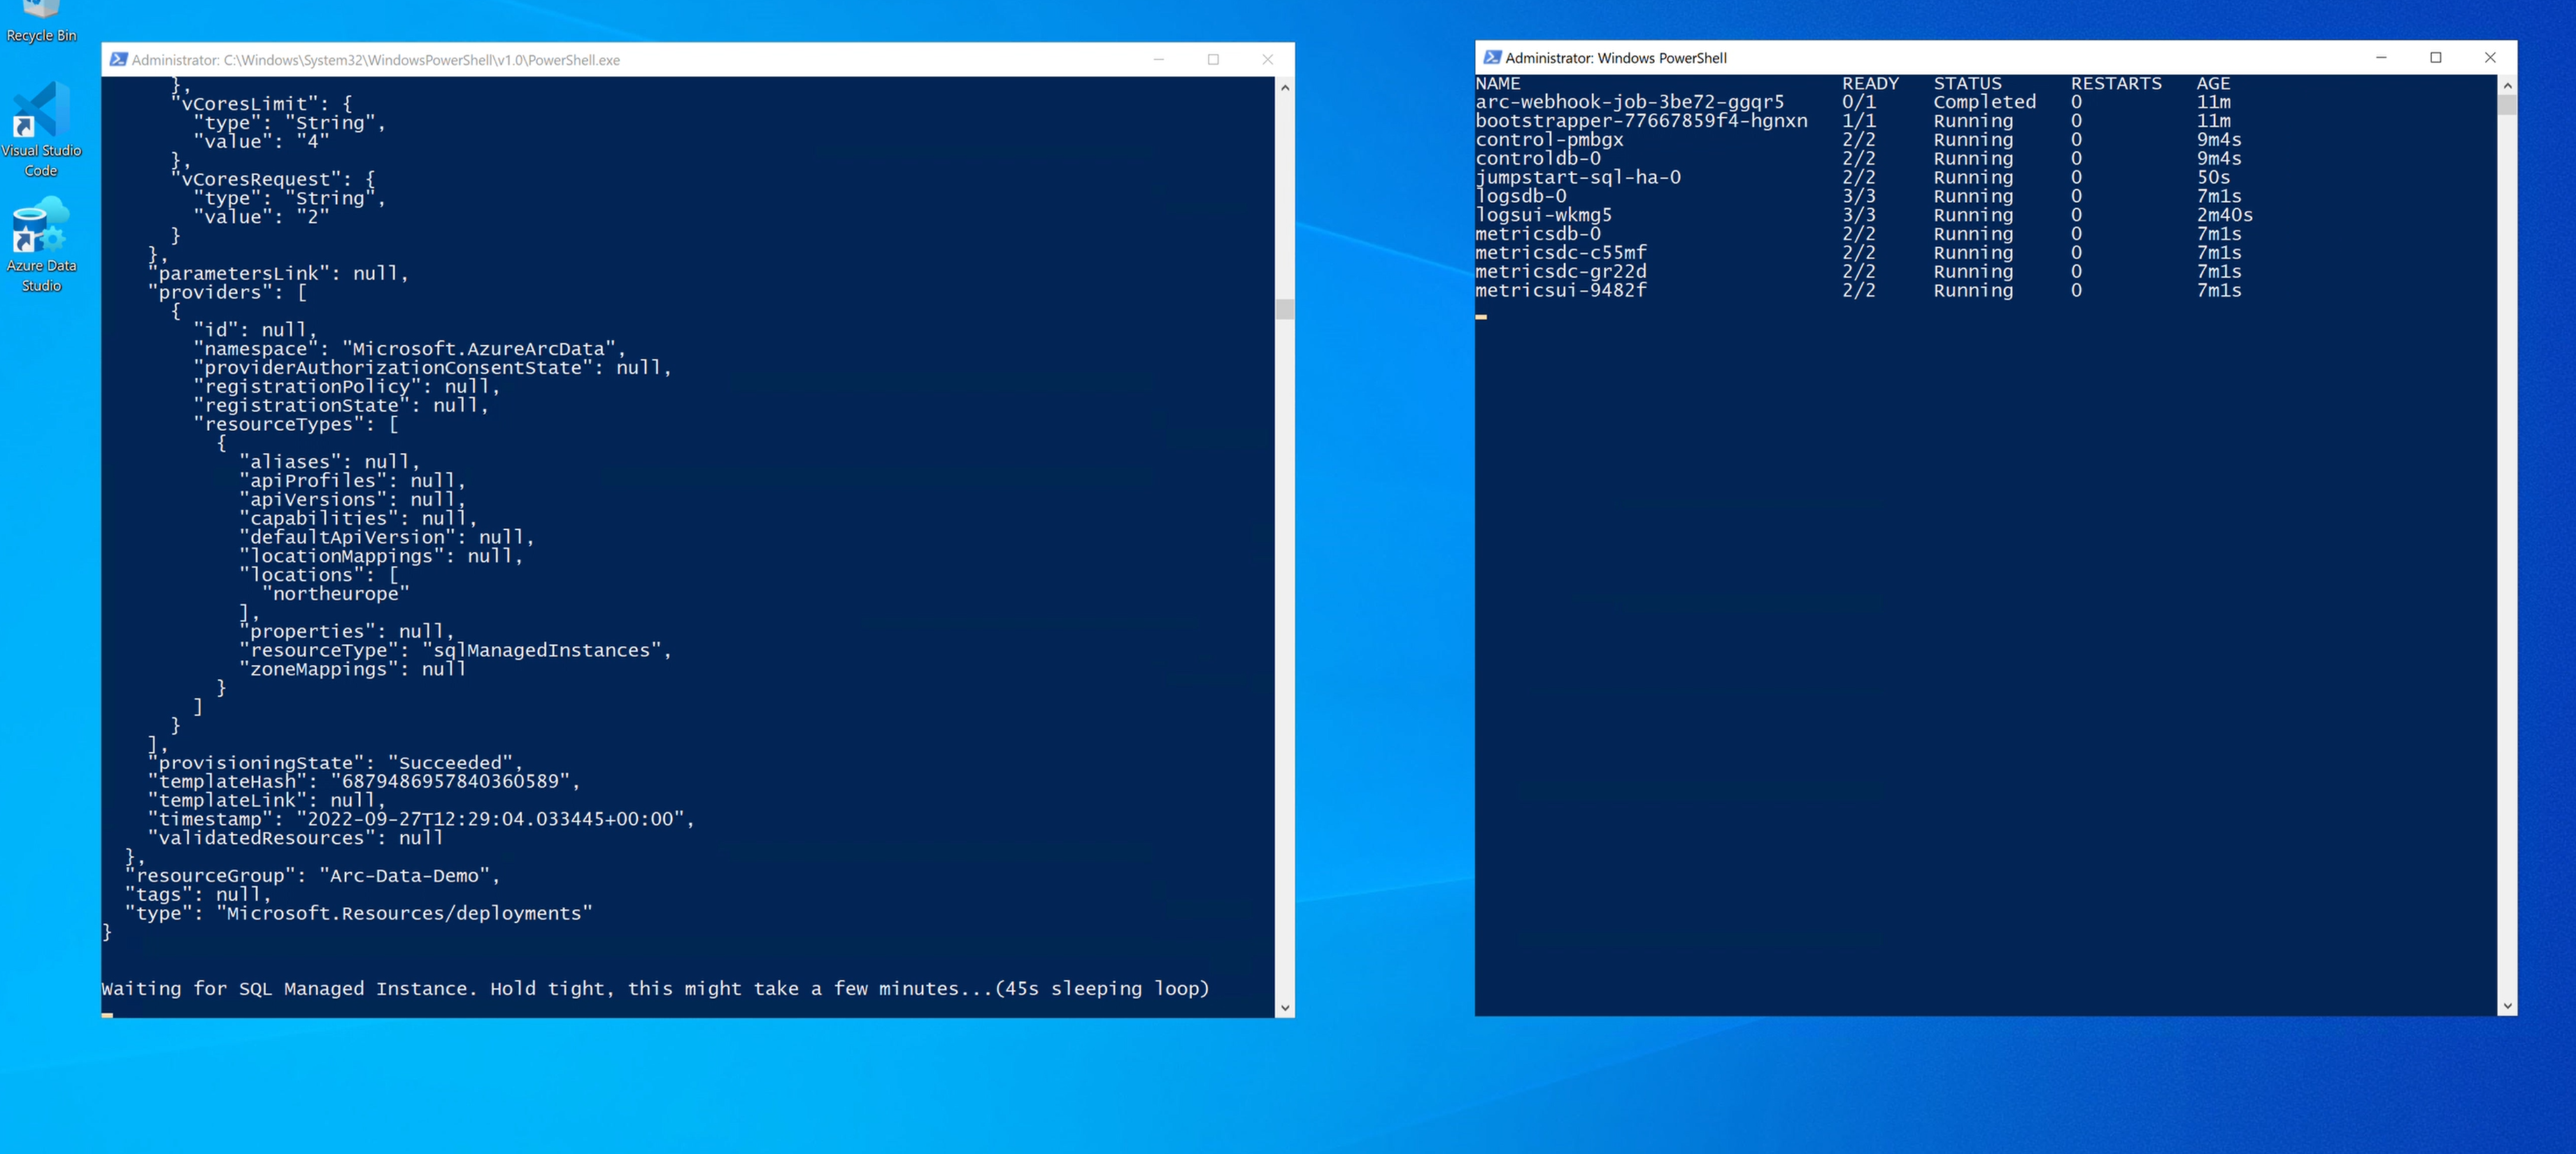 Recycle Bin
Visual Studio
Code
Azure Data
Studio
Administrator: C:\Windows\System32\WindowsPowerShell\v1.0\PowerShell.exe
},
"vCoresLimit": {
"type": "String",
"value": "4"
},
"vCoresRequest": {
"type": "String",
"value": "2"
}
},
"parametersLink": null,
"providers": [
{
"id": null,
"namespace": "Microsoft.AzureArcData",
"providerAuthorizationConsentState": null,
"registrationPolicy": null,
"registrationState": null,
"resourceTypes": [
{
"aliases": null,
"apiProfiles": null,
"apiVersions": null,
"capabilities": null,
"defaultApiVersion": null,
"locationMappings": null,
"locations": [
"northeurope"
],
"properties": null,
"resourceType": "sqlManagedInstances",
"zoneMappings": null
}
]
}
],
"provisioningState": "Succeeded",
"templateHash": "6879486957840360589",
"templateLink": null,
"timestamp": "2022-09-27T12:29:04.033445+00:00",
"validatedResources": null
},
"resourceGroup": "Arc-Data-Demo",
"tags": null,
"type": "Microsoft.Resources/deployments"
}
Waiting for SQL Managed Instance. Hold tight, this might take a few minutes...(45s sleeping loop)
Administrator: Windows PowerShell
NAME READY STATUS RESTARTS AGE
arc-webhook-job-3be72-ggqr5 0/1 Completed 0 11m
bootstrapper-77667859f4-hgnxn 1/1 Running 0 11m
control-pmbgx 2/2 Running 0 9m4s
controldb-0 2/2 Running 0 9m4s
jumpstart-sql-ha-0 2/2 Running 0 50s
logsdb-0 3/3 Running 0 7m1s
logsui-wkmg5 3/3 Running 0 2m40s
metricsdb-0 2/2 Running 0 7m1s
metricsdc-c55mf 2/2 Running 0 7m1s
metricsdc-gr22d 2/2 Running 0 7m1s
metricsui-9482f 2/2 Running 0 7m1s